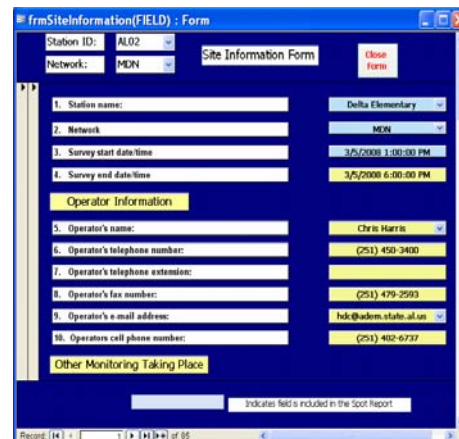 frmSiteInformation(FIELD) : Form
Station ID: AL02
Network: MDN
Site Information Form
Close
Form
1. Station name: Delta Elementary
2. Network MDN
3. Survey start date/time 3/5/2008 1:00:00 PM
4. Survey end date/time 3/5/2008 6:00:00 PM
Operator Information
5. Operator's name: Chris Harris
6. Operator's telephone number: (251) 450-3400
7. Operator's telephone extension:
8. Operator's fax number: (251) 479-2593
9. Operator's e-mail address: hdc@adem.state.al.us
10. Operators cell phone number: (251) 402-6737
Other Monitoring Taking Place
Indicates field is included in the Spot Report
Record: 1 of 85